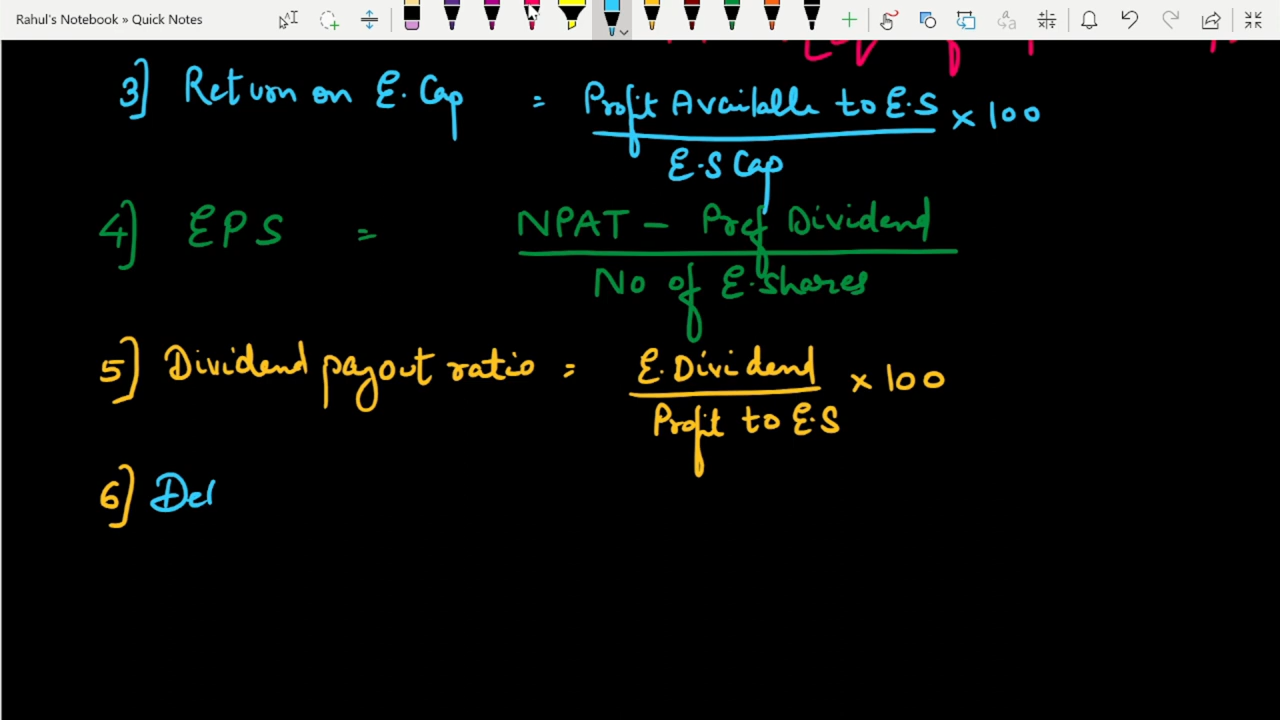 Rahul's Notebook » Quick Notes
3] Return on E. Cap = Profit Available to E.S × 100
E.S Cap
4] EPS = NPAT - Pref Dividend
No of E. Shares
5] Dividend payout ratio = E. Dividend × 100
Profit to E.S
6] Del